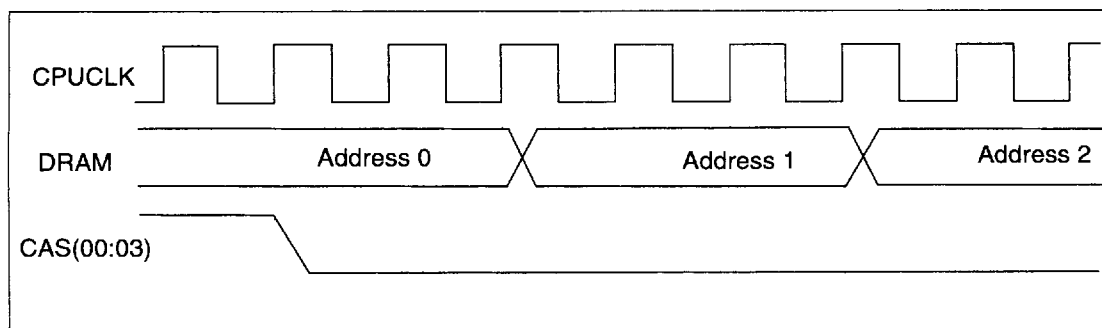 CPUCLK
DRAM
Address 0
Address 1
Address 2
CAS(00:03)